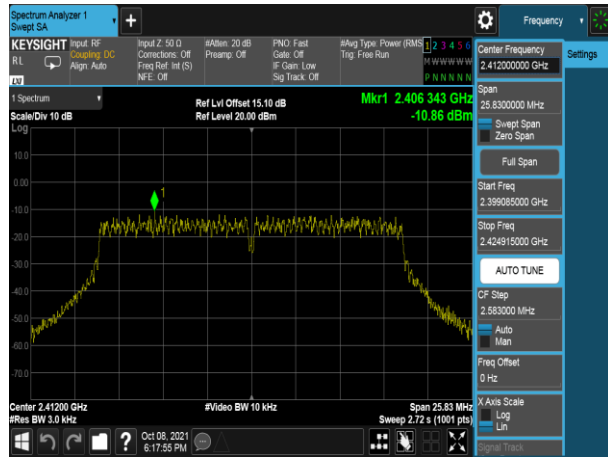 Spectrum Analyzer 1
Swept SA
Frequency
KEYSIGHT
RL
LXI
Input: RF
Coupling: DC
Align: Auto
Input Z: 50 Ω
Corrections: Off
Freq Ref: Int (S)
NFE: Off
#Atten: 20 dB
Preamp: Off
PNO: Fast
Gate: Off
IF Gain: Low
Sig Track: Off
#Avg Type: Power (RMS
Trig: Free Run
1 2 3 4 5 6
M W W W W W
P N N N N N
Center Frequency
2.412000000 GHz
Settings
Span
25.8300000 MHz
Swept Span
Zero Span
Full Span
Start Freq
2.399085000 GHz
Stop Freq
2.424915000 GHz
AUTO TUNE
CF Step
2.583000 MHz
Auto
Man
Freq Offset
0 Hz
X Axis Scale
Log
Lin
Signal Track
1 Spectrum
Scale/Div 10 dB
Log
Ref Lvl Offset 15.10 dB
Ref Level 20.00 dBm
Mkr1 2.406 343 GHz
-10.86 dBm
1
10.0
0.00
-10.0
-20.0
-30.0
-40.0
-50.0
-60.0
-70.0
Center 2.41200 GHz
#Res BW 3.0 kHz
#Video BW 10 kHz
Span 25.83 MHz
Sweep 2.72 s (1001 pts)
?
Oct 08, 2021
6:17:55 PM